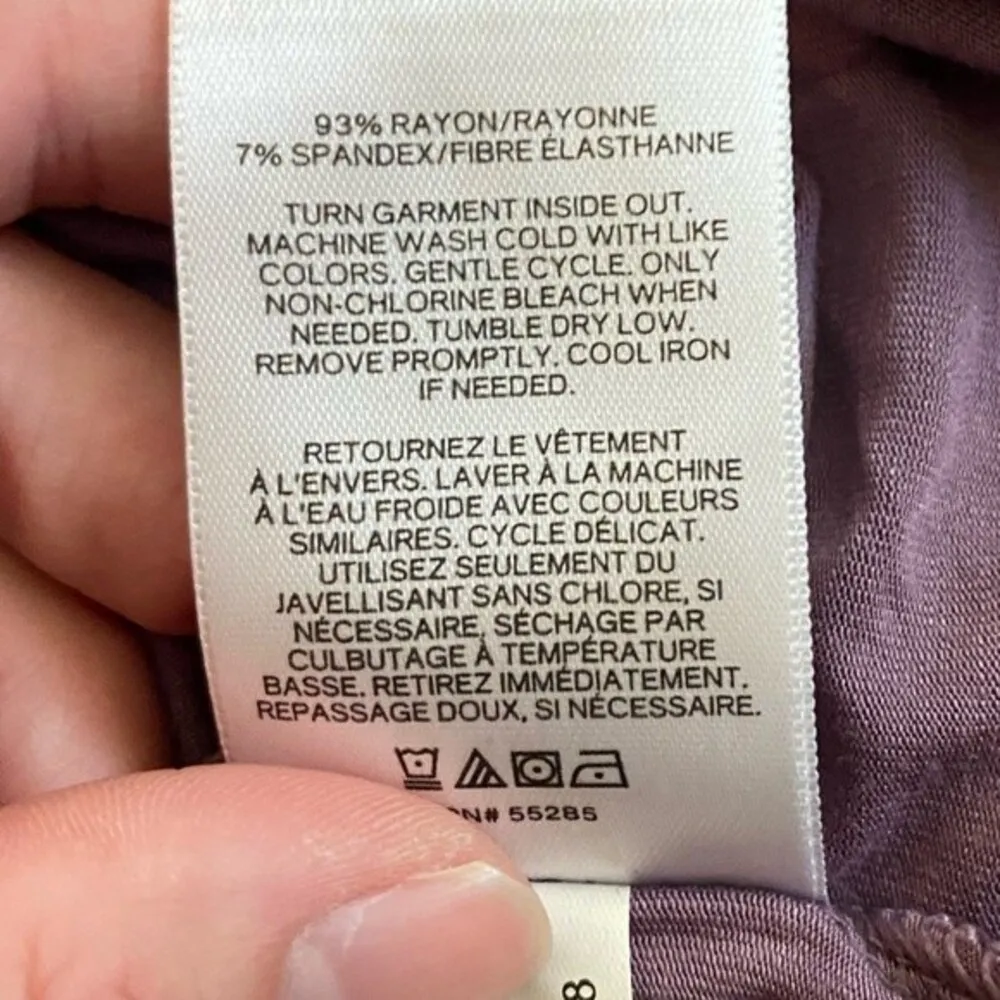 93% RAYON/RAYONNE
7% SPANDEX/FIBRE ÉLASTHANNE
TURN GARMENT INSIDE OUT.
MACHINE WASH COLD WITH LIKE
COLORS. GENTLE CYCLE. ONLY
NON-CHLORINE BLEACH WHEN
NEEDED. TUMBLE DRY LOW.
REMOVE PROMPTLY. COOL IRON
IF NEEDED.
RETOURNEZ LE VÊTEMENT
À L'ENVERS. LAVER À LA MACHINE
À L'EAU FROIDE AVEC COULEURS
SIMILAIRES. CYCLE DÉLICAT.
UTILISEZ SEULEMENT DU
JAVELLISANT SANS CHLORE, SI
NÉCESSAIRE. SÉCHAGE PAR
CULBUTAGE À TEMPÉRATURE
BASSE. RETIREZ IMMÉDIATEMENT.
REPASSAGE DOUX, SI NÉCESSAIRE.
N# 55285
8